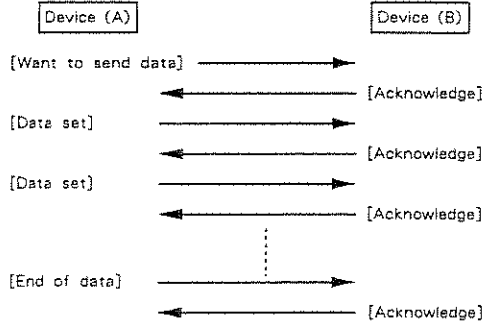 Device (A) Device (B)
[Want to send data]
[Acknowledge]
[Data set]
[Acknowledge]
[Data set]
[Acknowledge]
[End of data]
[Acknowledge]